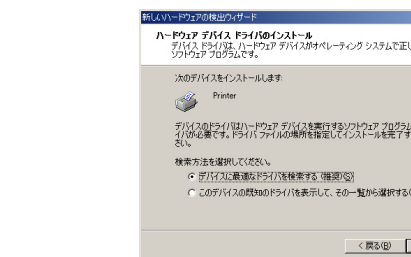 新しいハードウェアの検出ウィザード
ハードウェア デバイス ドライバのインストール
デバイス ドライバは、ハードウェア デバイスがオペレーティング システムで正し
ソフトウェア プログラムです。
次のデバイスをインストールします:
Printer
デバイスのドライバはハードウェア デバイスを実行するソフトウェア プログラム
イバが必要です。ドライバ ファイルの場所を指定してインストールを完了す
さい。
検索方法を選択してください。
デバイスに最適なドライバを検索する (推奨)(S)
このデバイスの既知のドライバを表示して、その一覧から選択する(
< 戻る(B)